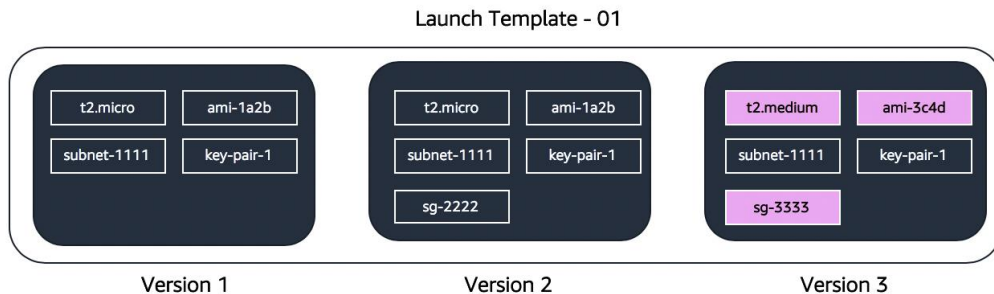 Launch Template - 01
t2.micro ami-1a2b
subnet-1111 key-pair-1
Version 1
t2.micro ami-1a2b
subnet-1111 key-pair-1
sg-2222
Version 2
t2.medium ami-3c4d
subnet-1111 key-pair-1
sg-3333
Version 3